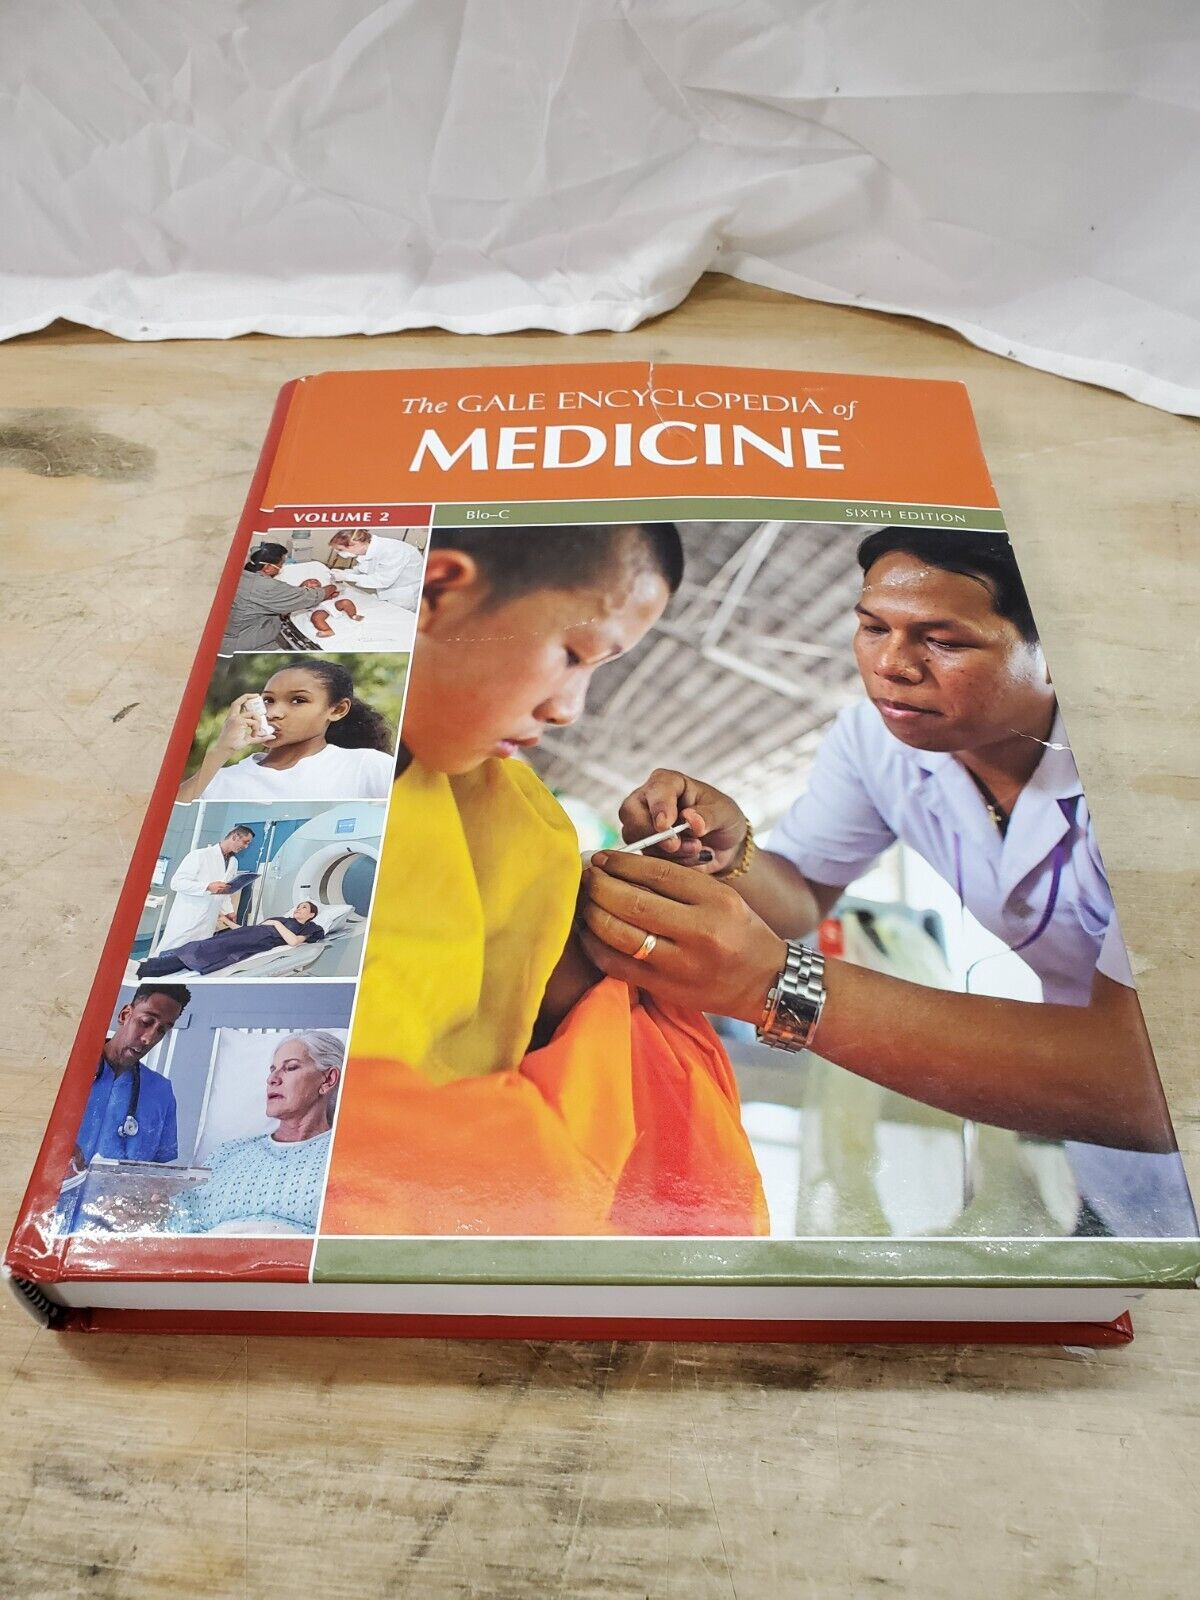 The GALE ENCYCLOPEDIA of
MEDICINE
VOLUME 2
Blo–C
SIXTH EDITION